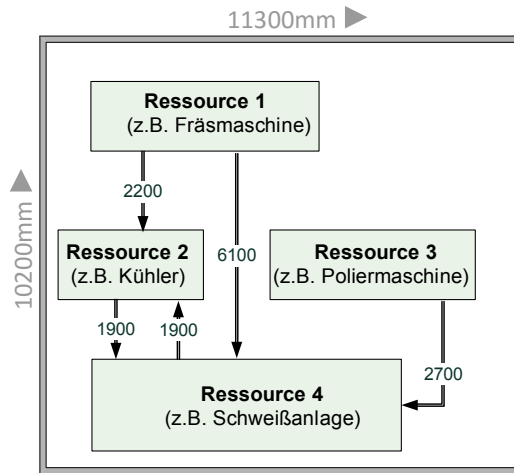 11300mm
10200mm
Ressource 1
(z.B. Fräsmaschine)
2200
6100
Ressource 2
(z.B. Kühler)
Ressource 3
(z.B. Poliermaschine)
1900
1900
2700
Ressource 4
(z.B. Schweißanlage)